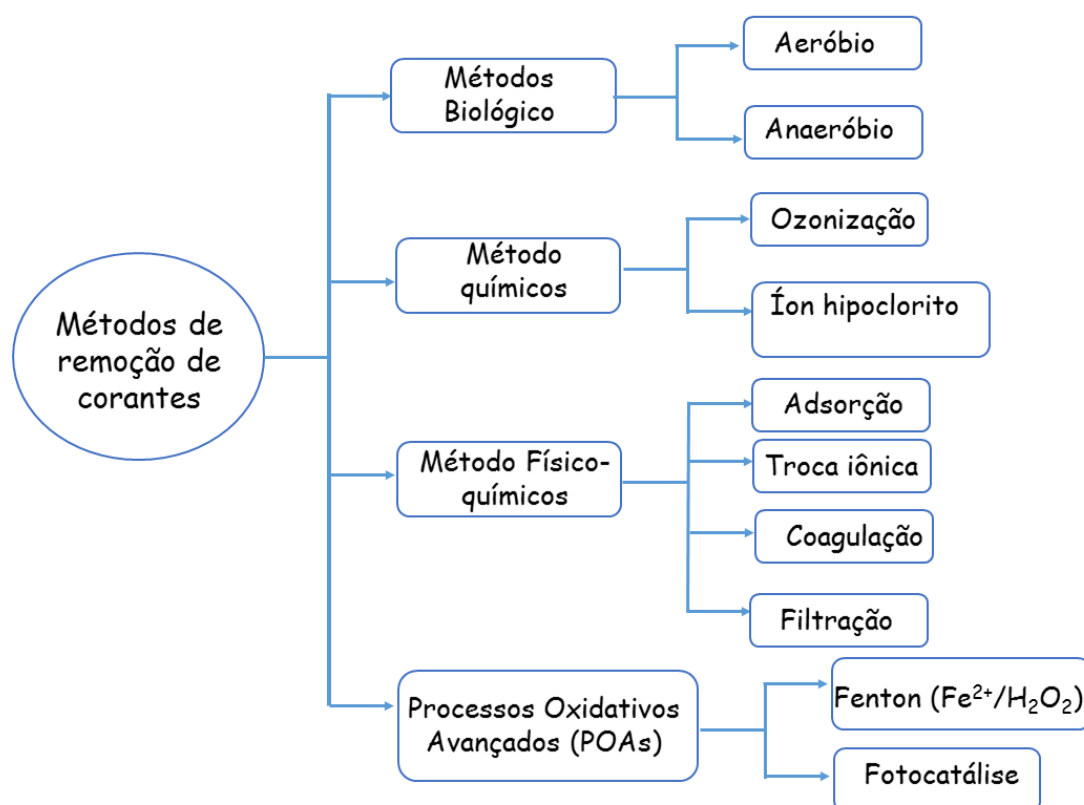 Métodos de
remoção de
corantes
Métodos
Biológico
Aeróbio
Anaeróbio
Método
químicos
Ozonização
Íon hipoclorito
Método Físico-
químicos
Adsorção
Troca iônica
Coagulação
Filtração
Processos Oxidativos
Avançados (POAs)
Fenton (Fe²⁺/H₂O₂)
Fotocatálise